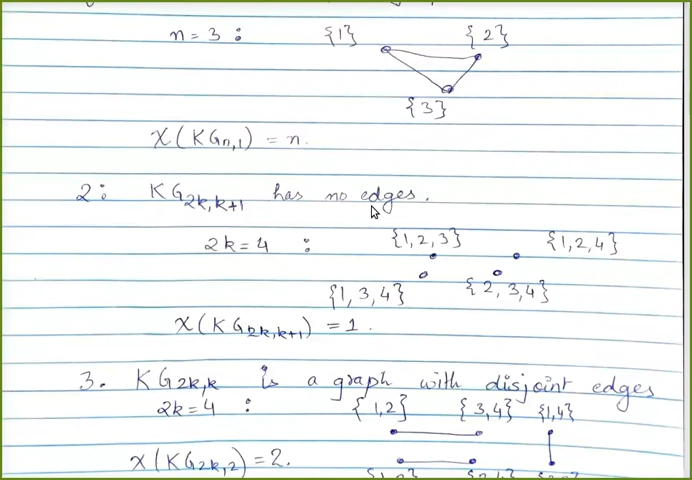 n = 3 : {1} {2}
{3}
χ(KG_{n,1}) = n.
2: KG_{2k,k+1} has no edges.
2k = 4 : {1,2,3} {1,2,4}
{1,3,4} {2,3,4}
χ(KG_{2k,k+1}) = 1.
3. KG_{2k,k} is a graph with disjoint edges
2k = 4 : {1,2} {3,4} {1,4}
χ(KG_{2k,2}) = 2.